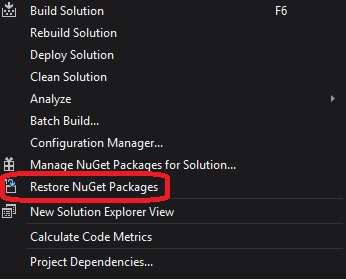 Build Solution F6
Rebuild Solution
Deploy Solution
Clean Solution
Analyze
Batch Build...
Configuration Manager...
Manage NuGet Packages for Solution...
Restore NuGet Packages
New Solution Explorer View
Calculate Code Metrics
Project Dependencies...